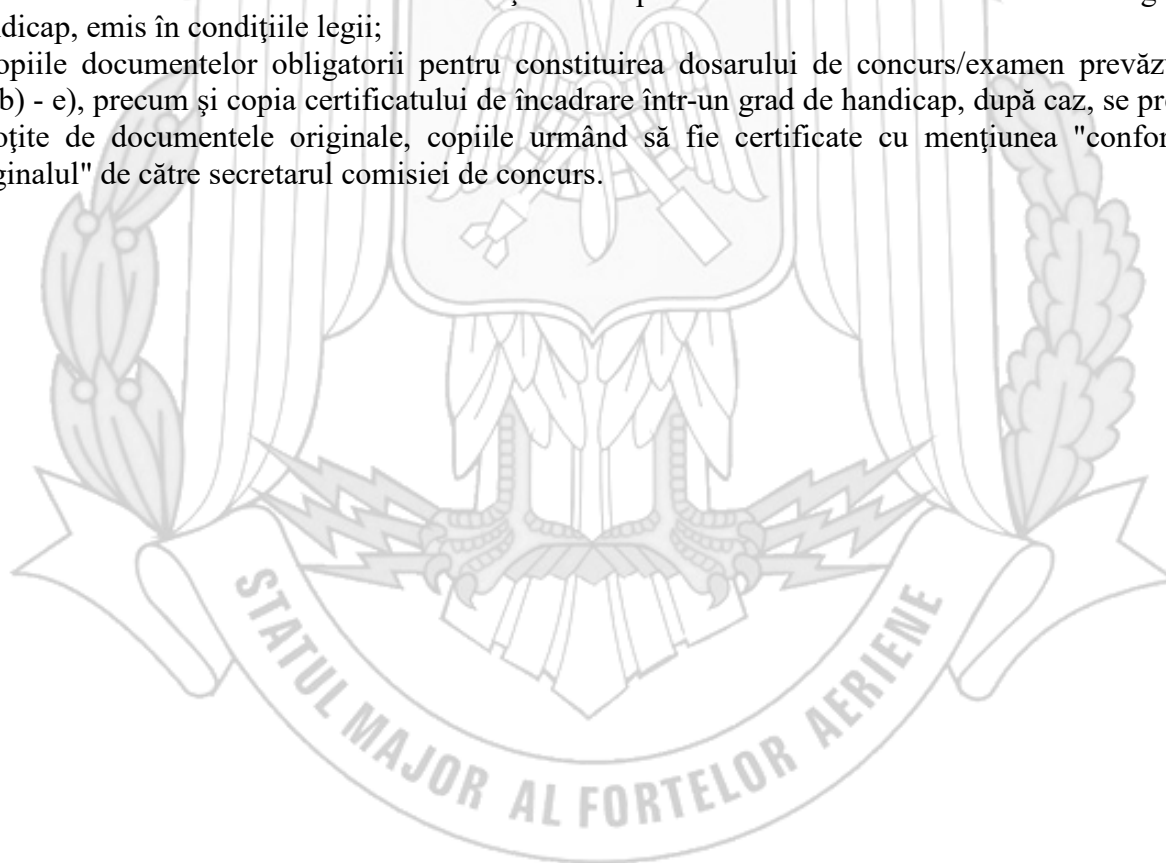 dicap, emis în condiţiile legii;
opiile documentelor obligatorii pentru constituirea dosarului de concurs/examen prevăz
b) - e), precum şi copia certificatului de încadrare într-un grad de handicap, după caz, se pr
oţite de documentele originale, copiile urmând să fie certificate cu menţiunea "confor
ginalul" de către secretarul comisiei de concurs.
STATUL MAJOR AL FORTELOR AERIENE